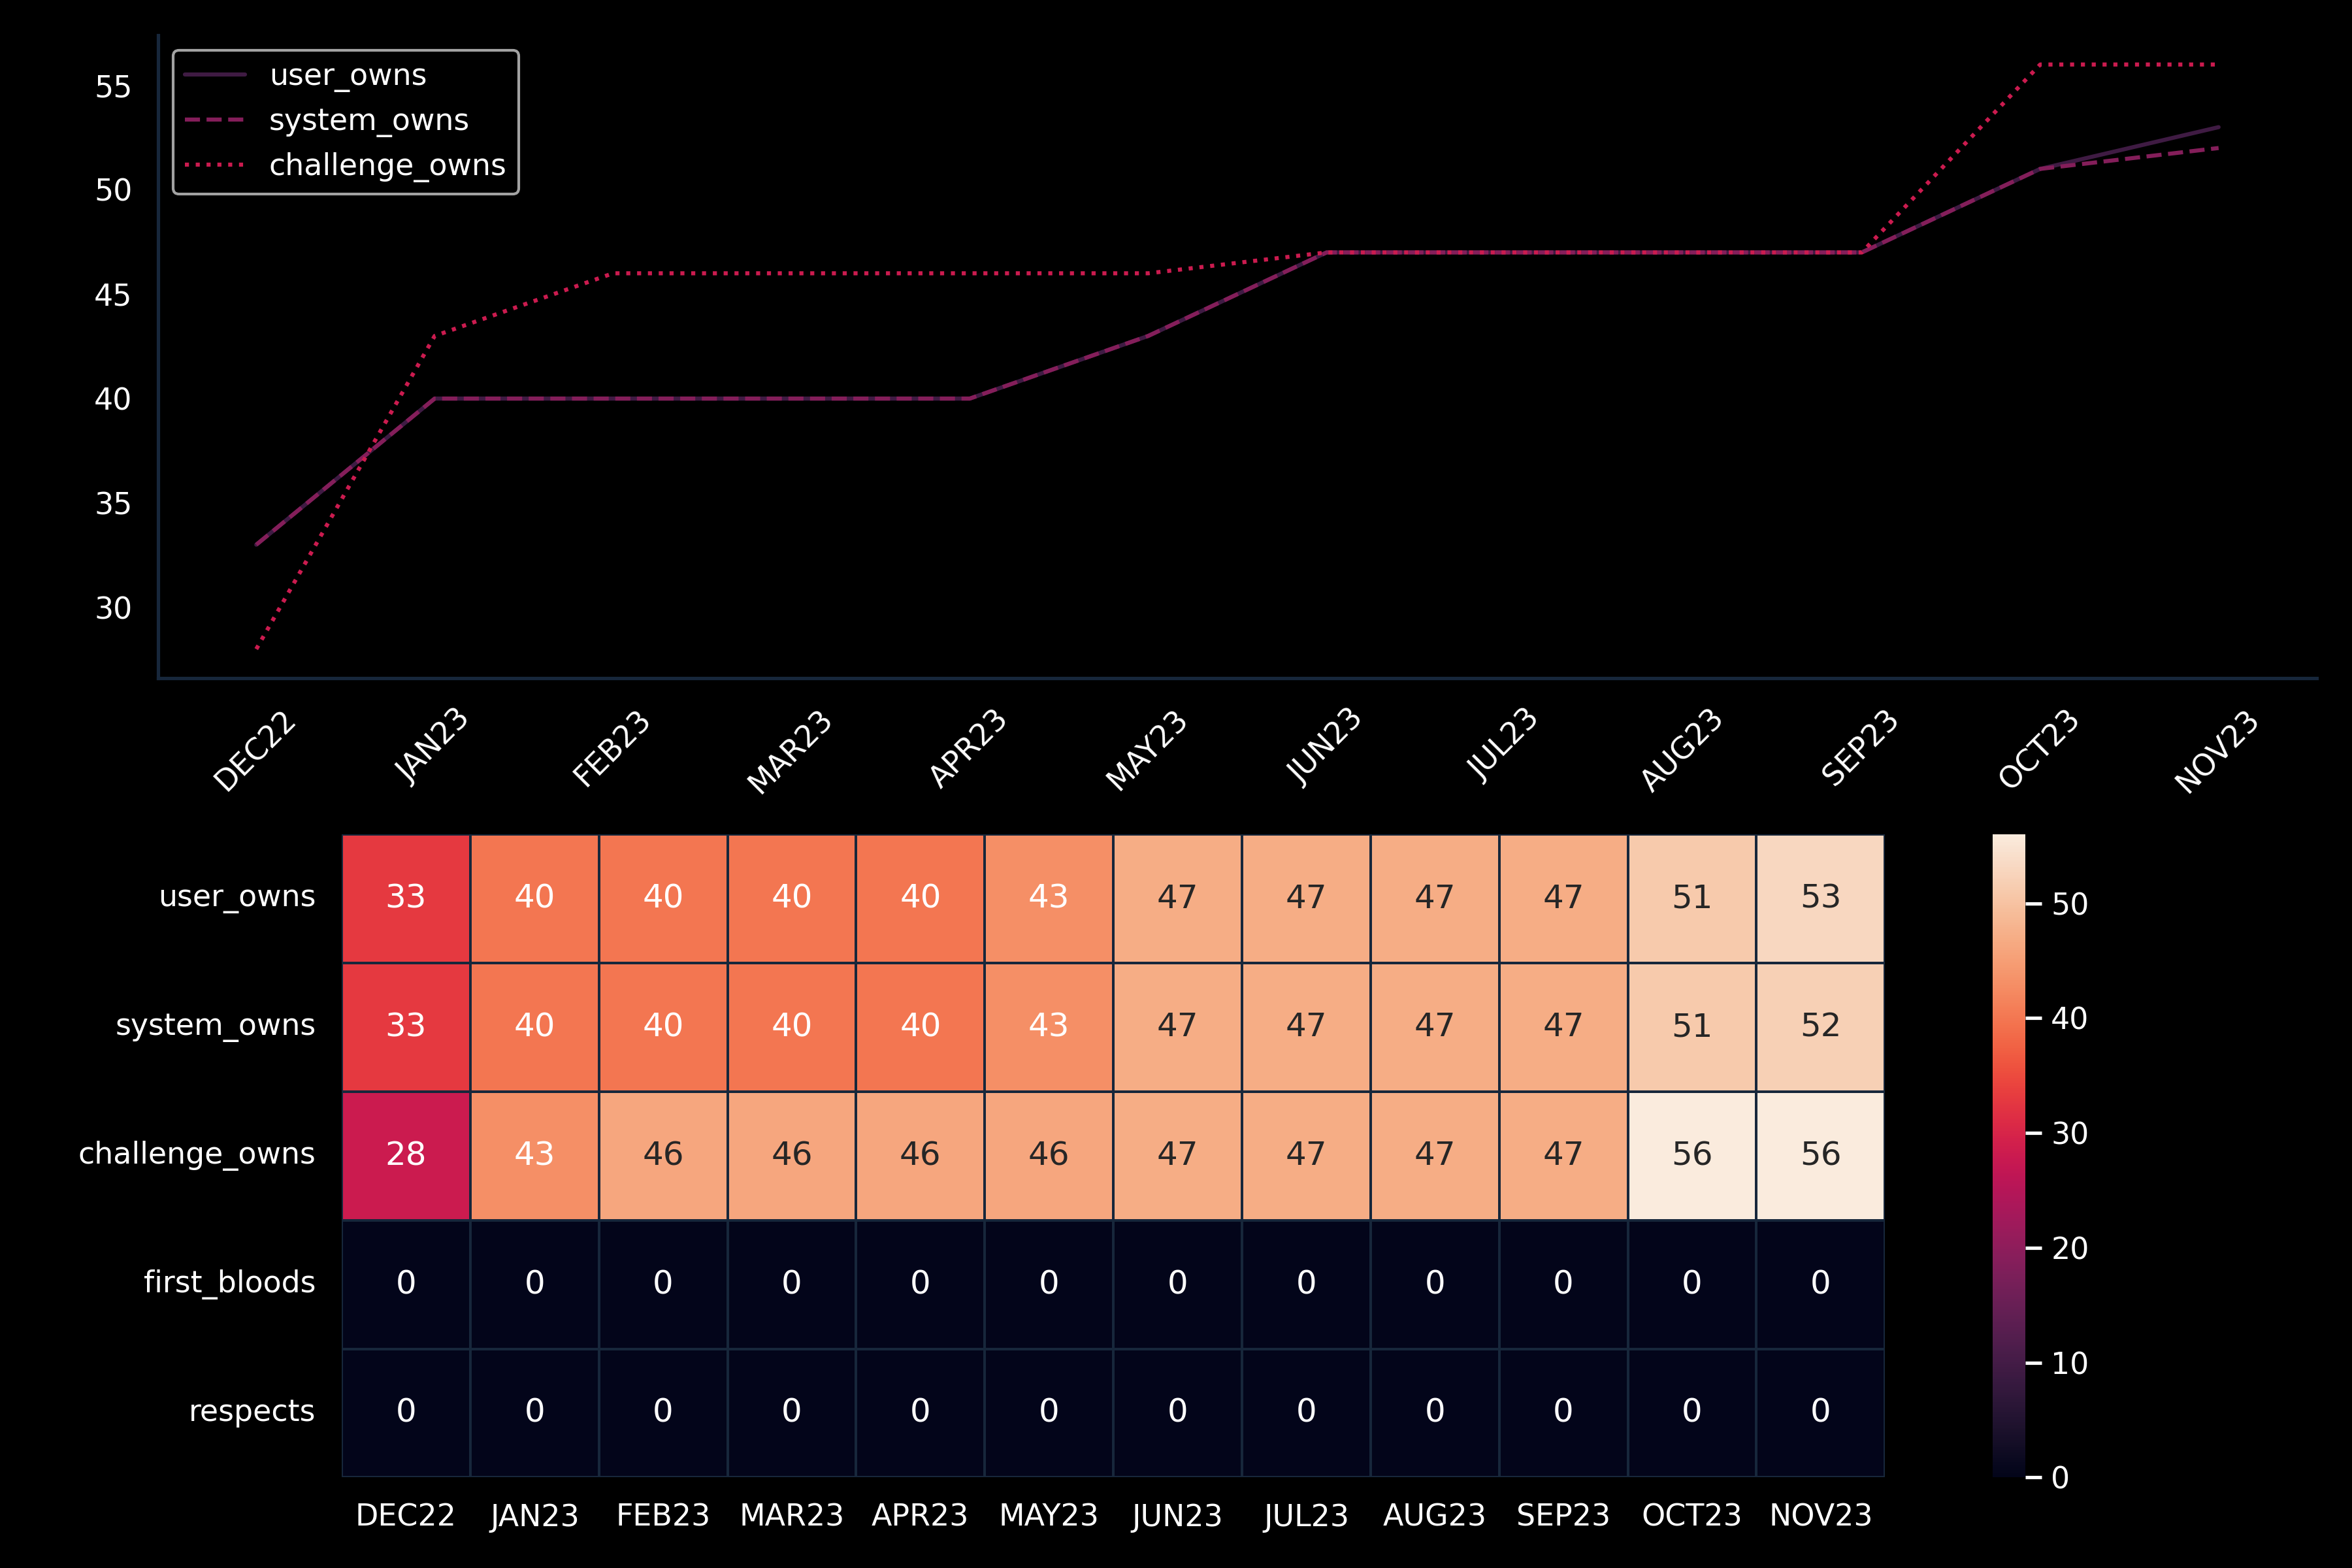 55
50
45
40
35
30
user_owns
system_owns
challenge_owns
DEC22 JAN23 FEB23 MAR23 APR23 MAY23 JUN23 JUL23 AUG23 SEP23 OCT23 NOV23
user_owns 33 40 40 40 40 43 47 47 47 47 51 53
system_owns 33 40 40 40 40 43 47 47 47 47 51 52
challenge_owns 28 43 46 46 46 46 47 47 47 47 56 56
first_bloods 0 0 0 0 0 0 0 0 0 0 0 0
respects 0 0 0 0 0 0 0 0 0 0 0 0
DEC22 JAN23 FEB23 MAR23 APR23 MAY23 JUN23 JUL23 AUG23 SEP23 OCT23 NOV23
50
40
30
20
10
0